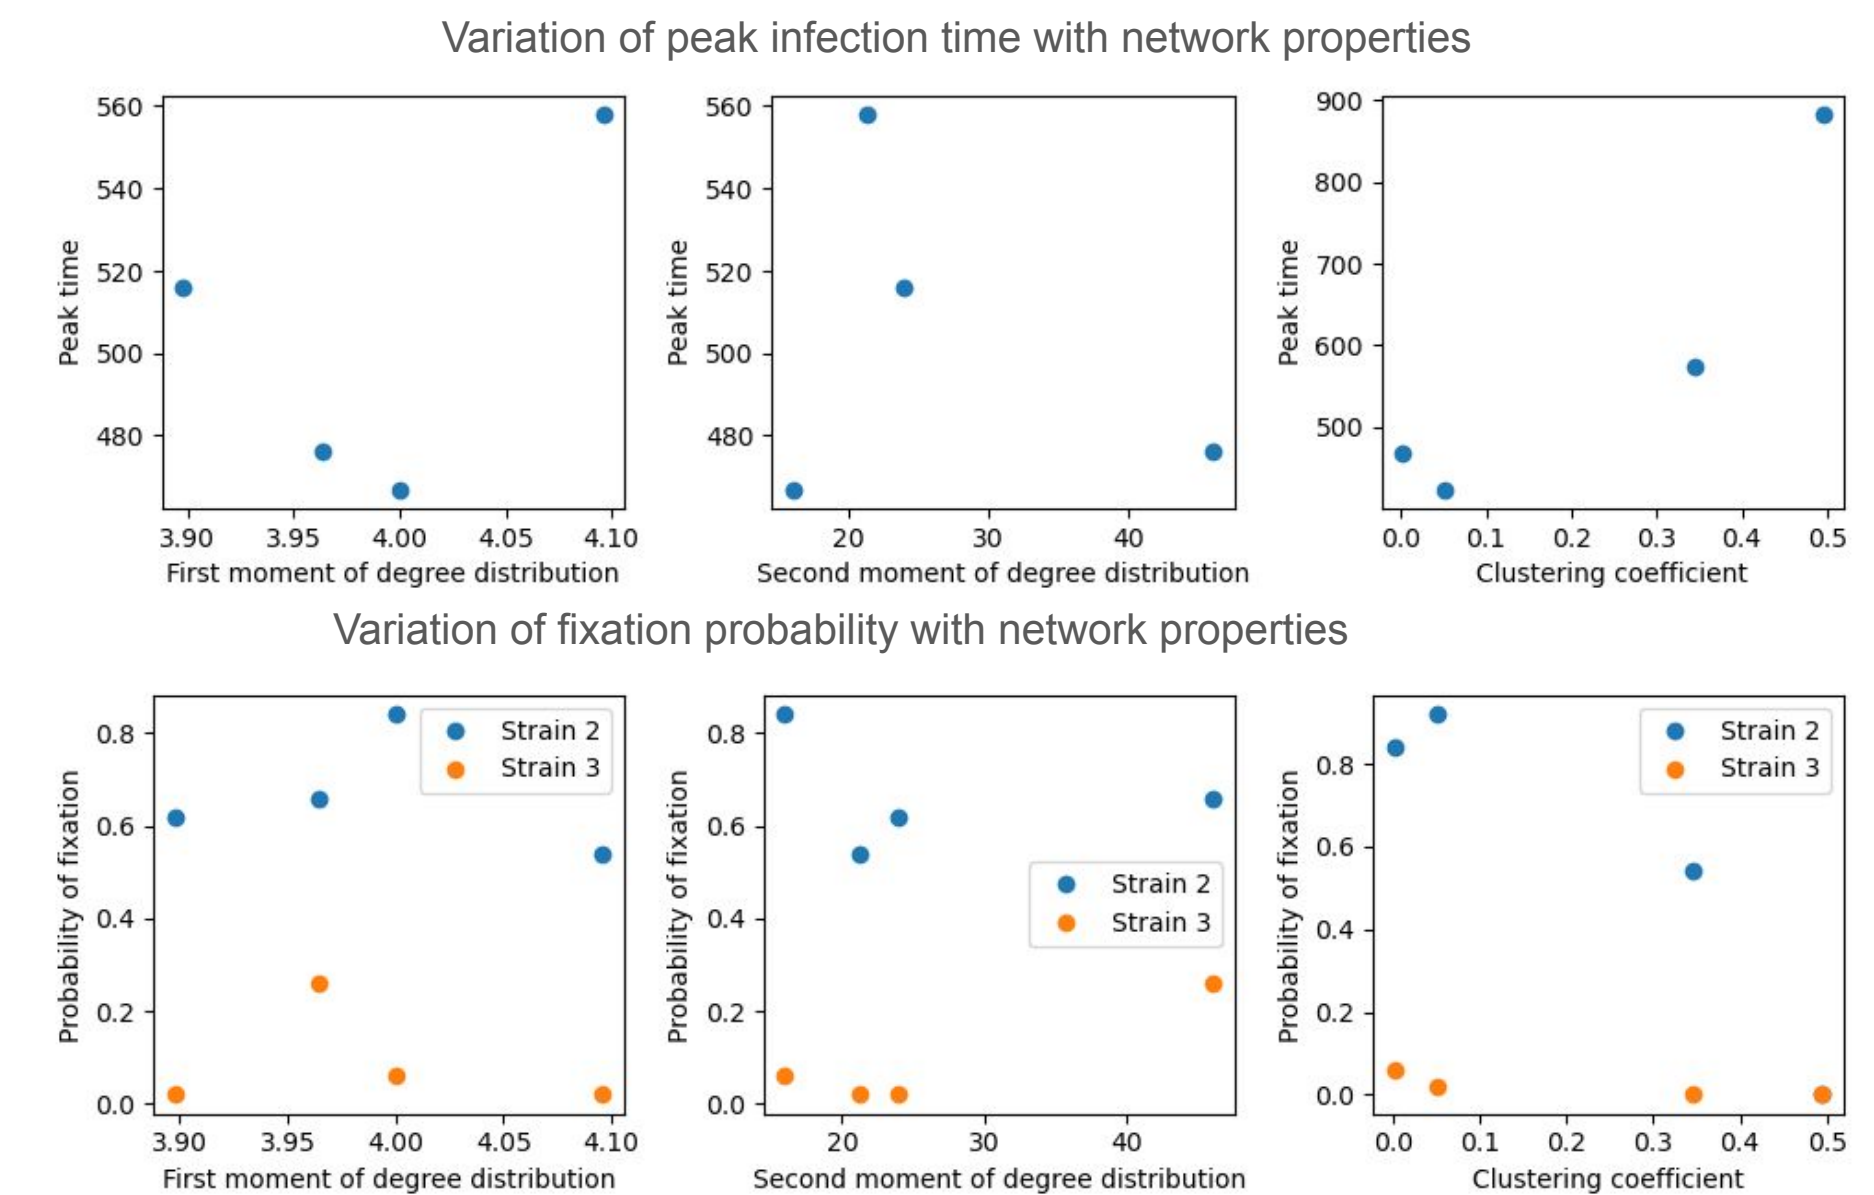 Variation of peak infection time with network properties
560
540
520
500
480
Peak time
3.90 3.95 4.00 4.05 4.10
First moment of degree distribution
560
540
520
500
480
Peak time
20 30 40
Second moment of degree distribution
900
800
700
600
500
Peak time
0.0 0.1 0.2 0.3 0.4 0.5
Clustering coefficient
Variation of fixation probability with network properties
0.8
0.6
0.4
0.2
0.0
Probability of fixation
Strain 2
Strain 3
3.90 3.95 4.00 4.05 4.10
First moment of degree distribution
0.8
0.6
0.4
0.2
0.0
Probability of fixation
Strain 2
Strain 3
20 30 40
Second moment of degree distribution
0.8
0.6
0.4
0.2
0.0
Probability of fixation
Strain 2
Strain 3
0.0 0.1 0.2 0.3 0.4 0.5
Clustering coefficient